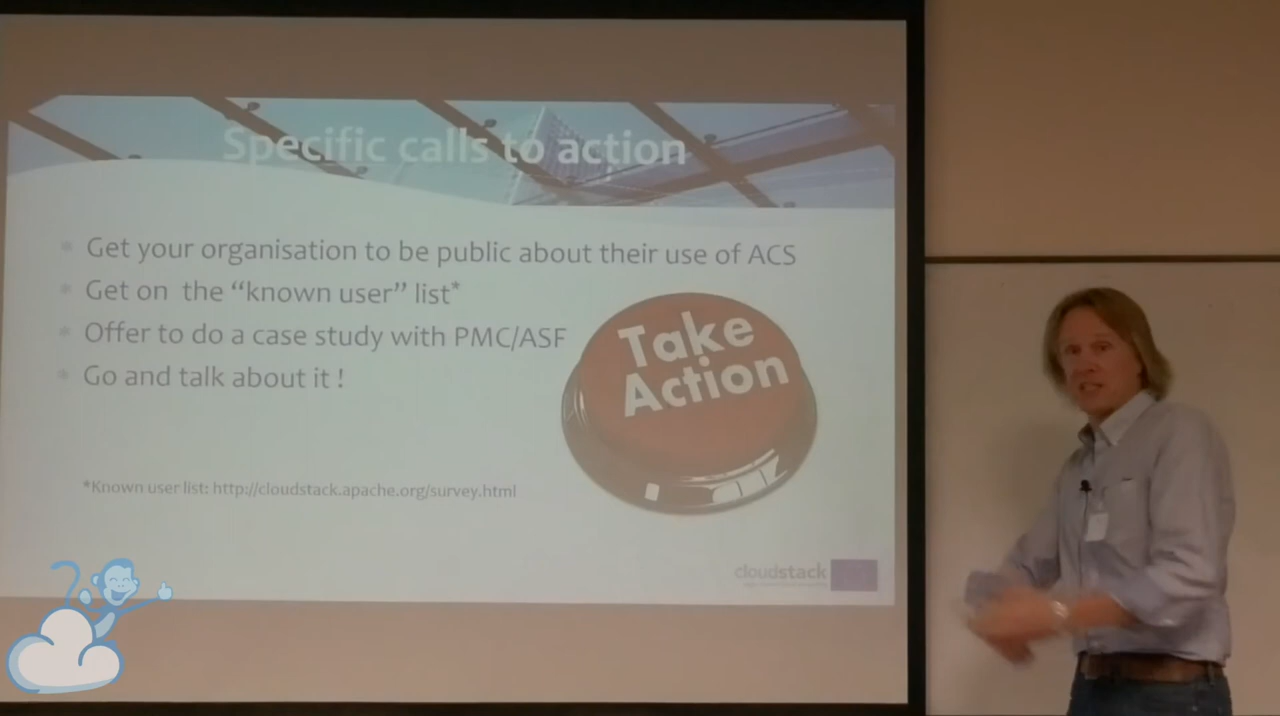 Specific calls to action
Get your organisation to be public about their use of ACS
Get on the “known user” list*
Offer to do a case study with PMC/ASF
Go and talk about it !
Take
Action
*Known user list: http://cloudstack.apache.org/survey.html
cloudstack